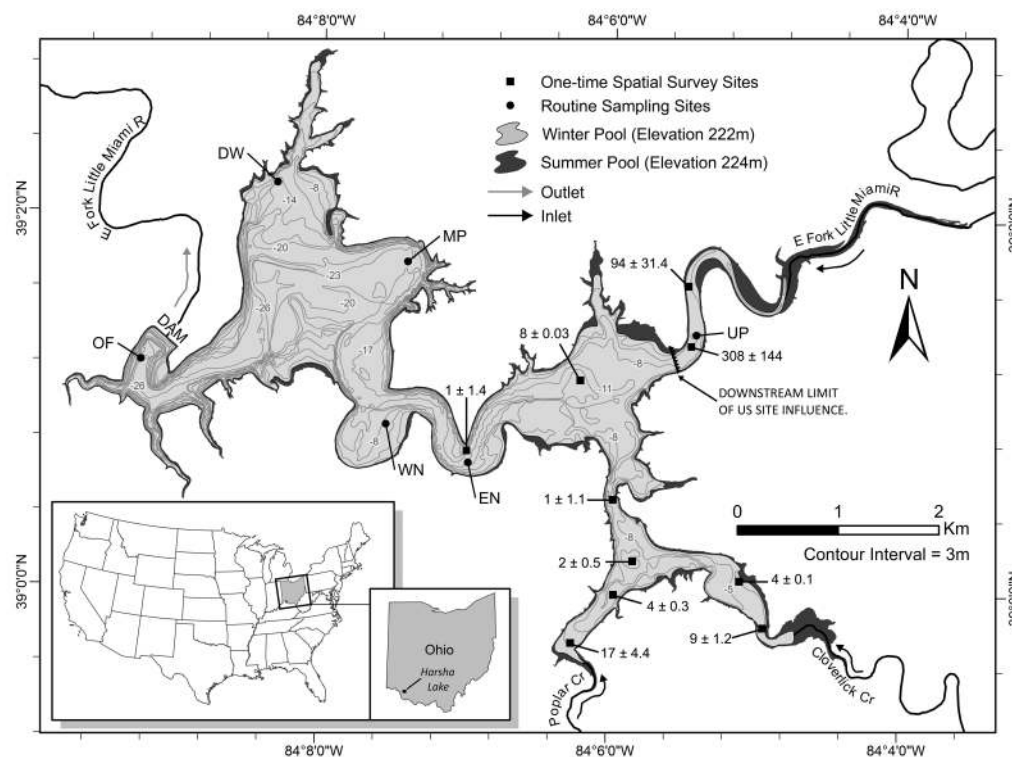 84°8'0"W
84°6'0"W
84°4'0"W
One-time Spatial Survey Sites
Routine Sampling Sites
Winter Pool (Elevation 222m)
Summer Pool (Elevation 224m)
Outlet
Inlet
E Fork Little Miami R
E Fork Little Miami R
39°2'0"N
39°0'0"N
DW
-8
-14
MP
-20
-23
-20
-26
94 ± 31.4
N
DAM
OF
-26
-17
8 ± 0.03
-8
UP
308 ± 144
-11
1 ± 1.4
DOWNSTREAM LIMIT
OF US SITE INFLUENCE.
-8
-8
WN
EN
1 ± 1.1
0
1
2
Km
Contour Interval = 3m
-8
2 ± 0.5
4 ± 0.1
-5
4 ± 0.3
9 ± 1.2
17 ± 4.4
Poplar Cr
Cloverlick Cr
Ohio
Harsha
Lake
84°8'0"W
84°6'0"W
84°4'0"W